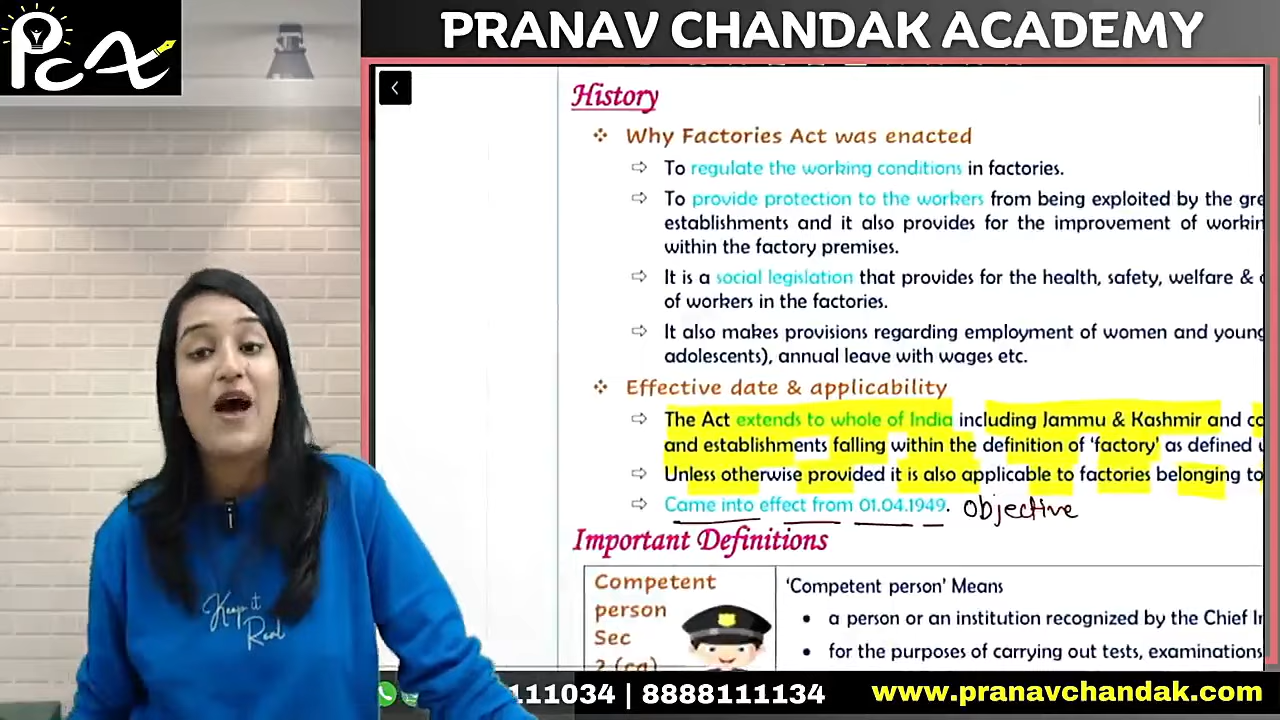 PCA
PRANAV CHANDAK ACADEMY
History
Why Factories Act was enacted
To regulate the working conditions in factories.
To provide protection to the workers from being exploited by the
establishments and it also provides for the improvement of
within the factory premises.
It is a social legislation that provides for the health, safety, welfare &
of workers in the factories.
It also makes provisions regarding employment of women and
adolescents), annual leave with wages etc.
Effective date & applicability
The Act extends to whole of India including Jammu & Kashmir and
and establishments falling within the definition of 'factory' as defined
Unless otherwise provided it is also applicable to factories belonging to
Came into effect from 01.04.1949. Objective
Important Definitions
Competent
person
Sec
2 (ca)
'Competent person' Means
a person or an institution recognized by the Chief
for the purposes of carrying out tests, examinations
Keep it
Real
111034 | 8888111134
www.pranavchandak.com